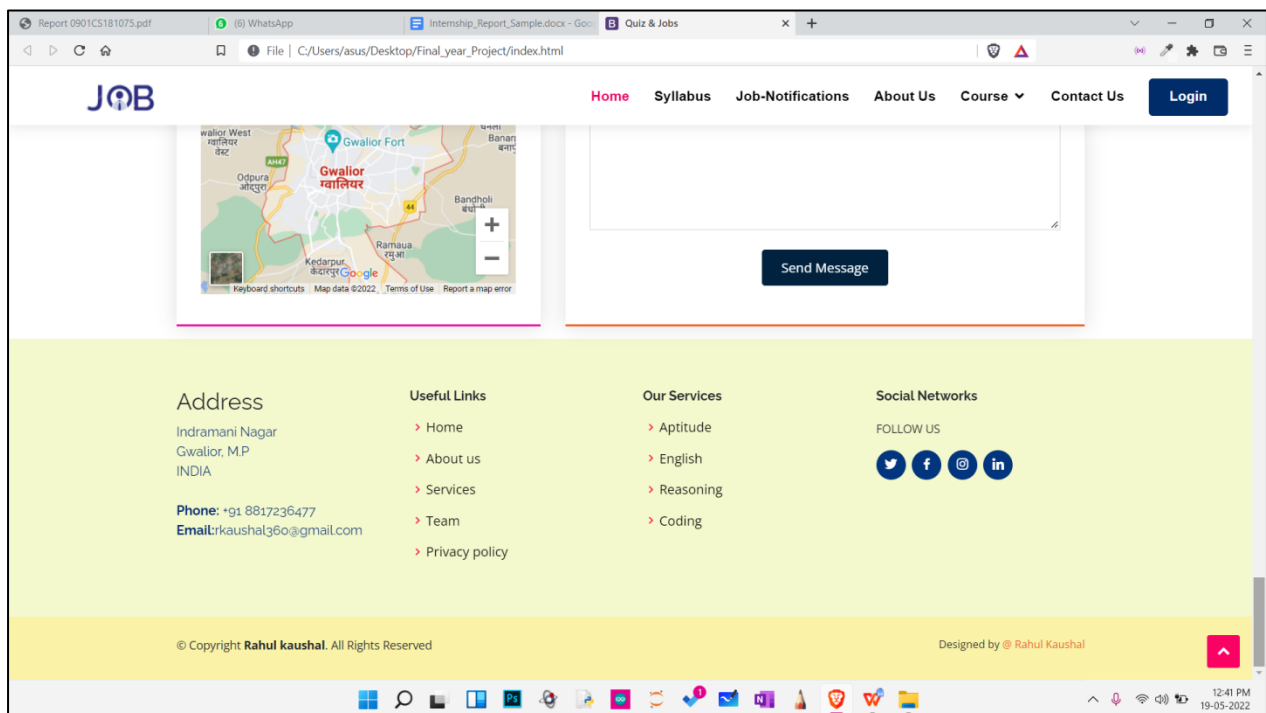 Report 0901CS181075.pdf
6 (6) WhatsApp
Internship_Report_Sample.docx - Goo
B Quiz & Jobs
File | C:/Users/asus/Desktop/Final_year_Project/index.html
JOB
Home Syllabus Job-Notifications About Us Course Contact Us Login
walior West
ग्वालियर
वेस्ट
Gwalior Fort
AH47
Gwalior
ग्वालियर
Odpura
ओदपुरा
44
Bandholi
Ramaua
रमुआ
Kedarpur
केदारपुर
Google
Keyboard shortcuts Map data ©2022 Terms of Use Report a map error
Send Message
Address
Indramani Nagar
Gwalior, M.P
INDIA
Phone: +91 8817236477
Email:rkaushal360@gmail.com
Useful Links
Home
About us
Services
Team
Privacy policy
Our Services
Aptitude
English
Reasoning
Coding
Social Networks
FOLLOW US
© Copyright Rahul kaushal. All Rights Reserved
Designed by @ Rahul Kaushal
12:41 PM
19-05-2022